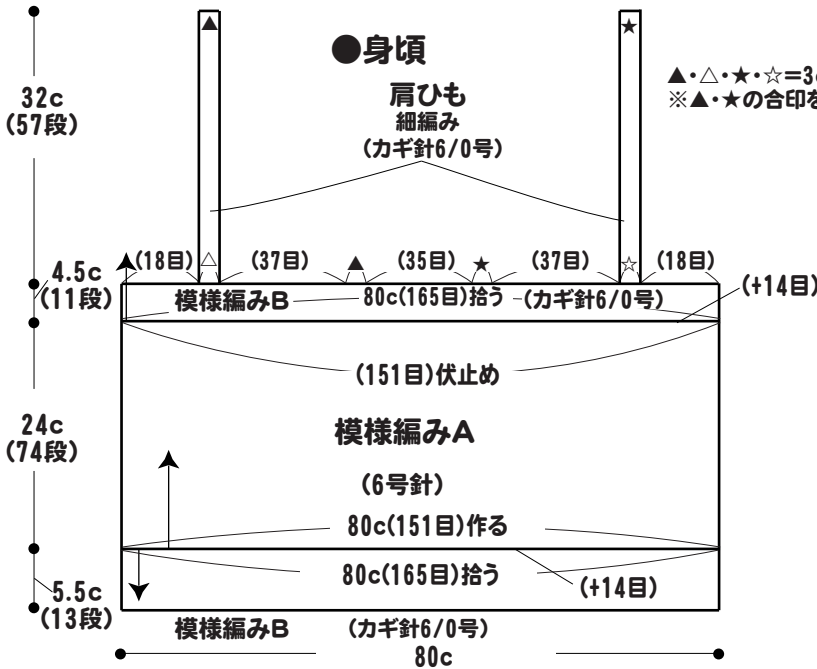 ●身頃
▲・△・★・☆=3
※▲・★の合印を
肩ひも
細編み
(カギ針6/0号)
32c
(57段)
▲
★
(18目)
△
(37目)
▲
(35目)
★
(37目)
☆
(18目)
4.5c
(11段)
模様編みB
80c(165目)拾う
(カギ針6/0号)
(+14目)
(151目)伏止め
24c
(74段)
模様編みA
(6号針)
80c(151目)作る
80c(165目)拾う
(+14目)
5.5c
(13段)
模様編みB
(カギ針6/0号)
80c